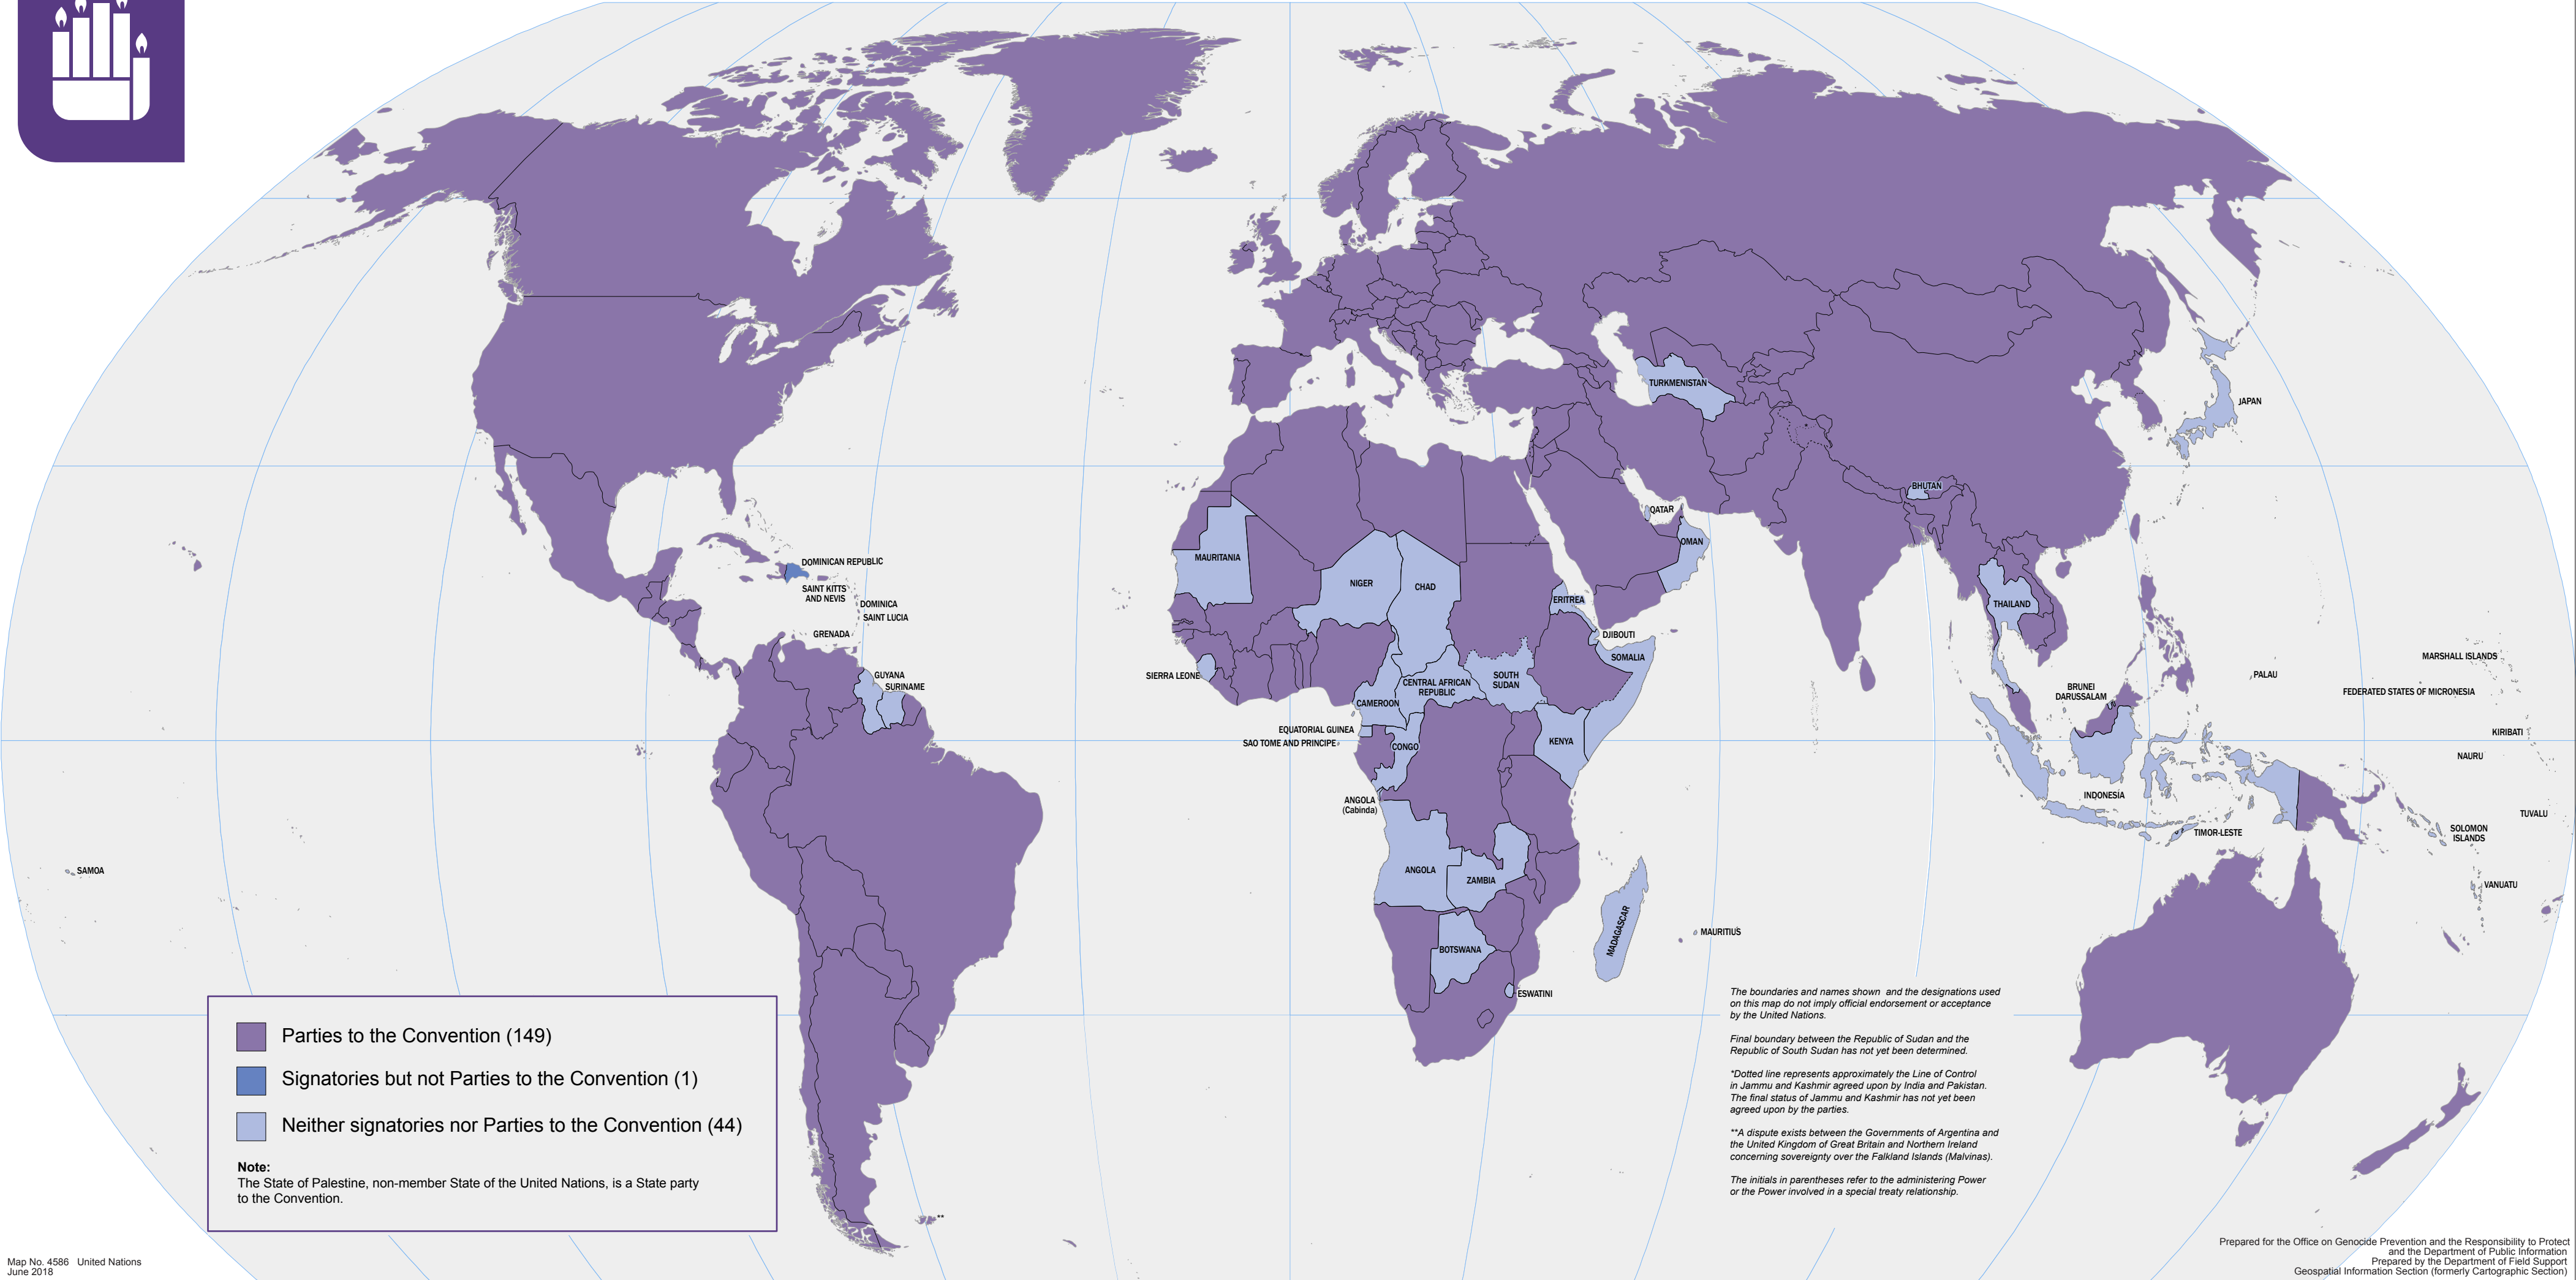 TURKMENISTAN
JAPAN
BHUTAN
QATAR
OMAN
MAURITANIA
NIGER
CHAD
ERITREA
DJIBOUTI
SOMALIA
THAILAND
DOMINICAN REPUBLIC
SAINT KITTS
AND NEVIS
DOMINICA
SAINT LUCIA
GRENADA
GUYANA
SURINAME
SIERRA LEONE
CENTRAL AFRICAN
REPUBLIC
SOUTH
SUDAN
CAMEROON
EQUATORIAL GUINEA
SAO TOME AND PRINCIPE
CONGO
KENYA
BRUNEI
DARUSSALAM
PALAU
MARSHALL ISLANDS
FEDERATED STATES OF MICRONESIA
KIRIBATI
NAURU
INDONESIA
TIMOR-LESTE
TUVALU
SOLOMON
ISLANDS
VANUATU
SAMOA
ANGOLA
(Cabinda)
ANGOLA
ZAMBIA
BOTSWANA
MADAGASCAR
MAURITIUS
ESWATINI
Parties to the Convention (149)
Signatories but not Parties to the Convention (1)
Neither signatories nor Parties to the Convention (44)
Note:
The State of Palestine, non-member State of the United Nations, is a State party
to the Convention.
**
The boundaries and names shown and the designations used
on this map do not imply official endorsement or acceptance
by the United Nations.
Final boundary between the Republic of Sudan and the
Republic of South Sudan has not yet been determined.
*Dotted line represents approximately the Line of Control
in Jammu and Kashmir agreed upon by India and Pakistan.
The final status of Jammu and Kashmir has not yet been
agreed upon by the parties.
**A dispute exists between the Governments of Argentina and
the United Kingdom of Great Britain and Northern Ireland
concerning sovereignty over the Falkland Islands (Malvinas).
The initials in parentheses refer to the administering Power
or the Power involved in a special treaty relationship.
Map No. 4586 United Nations
June 2018
Prepared for the Office on Genocide Prevention and the Responsibility to Protect
and the Department of Public Information
Prepared by the Department of Field Support
Geospatial Information Section (formerly Cartographic Section)